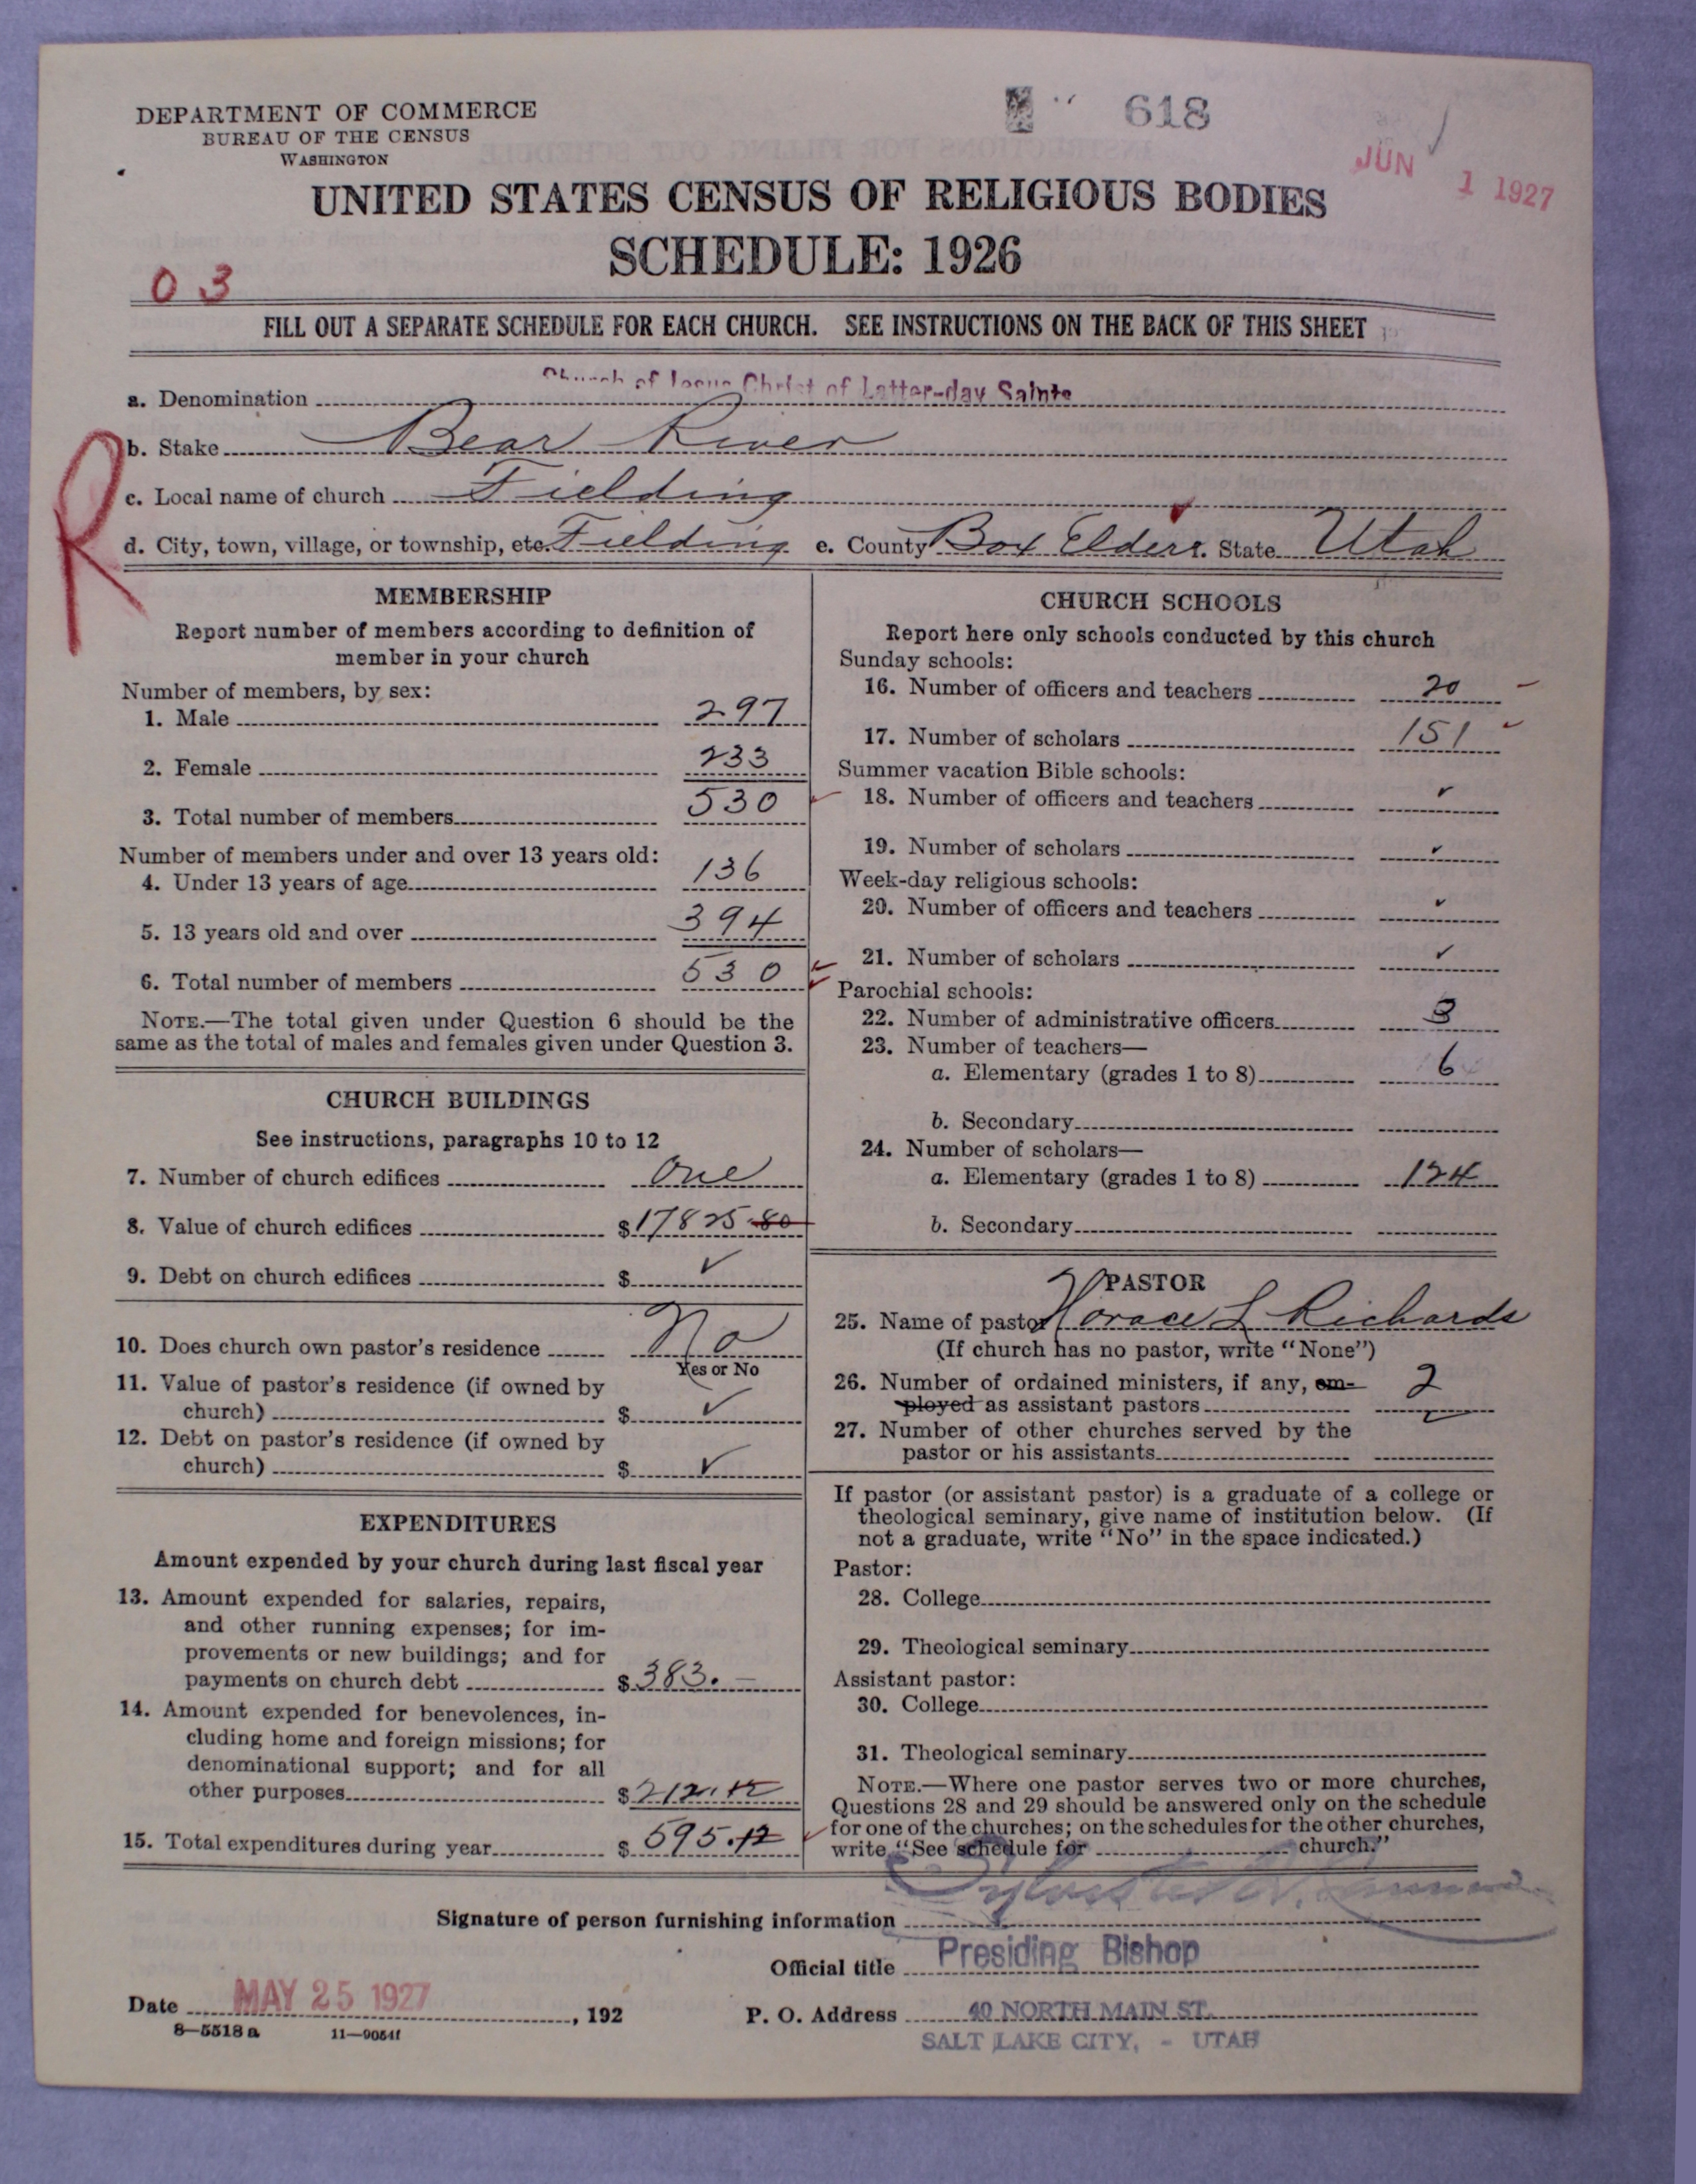 DEPARTMENT OF COMMERCE
BUREAU OF THE CENSUS
WASHINGTON
618
JUN 1 1927
UNITED STATES CENSUS OF RELIGIOUS BODIES
SCHEDULE: 1926
03
FILL OUT A SEPARATE SCHEDULE FOR EACH CHURCH. SEE INSTRUCTIONS ON THE BACK OF THIS SHEET
a. Denomination Church of Jesus Christ of Latter-day Saints
R
b. Stake Bear River
c. Local name of church Fielding
d. City, town, village, or township, etc. Fielding e. County Box Elder f. State Utah
MEMBERSHIP
Report number of members according to definition of
member in your church
Number of members, by sex:
1. Male 297
2. Female 233
3. Total number of members 530
Number of members under and over 13 years old:
4. Under 13 years of age 136
5. 13 years old and over 394
6. Total number of members 530
NOTE.—The total given under Question 6 should be the
same as the total of males and females given under Question 3.
CHURCH BUILDINGS
See instructions, paragraphs 10 to 12
7. Number of church edifices One
8. Value of church edifices $17825.80
9. Debt on church edifices $ ✓
10. Does church own pastor's residence No
Yes or No
11. Value of pastor's residence (if owned by
church) $ ✓
12. Debt on pastor's residence (if owned by
church) $ ✓
EXPENDITURES
Amount expended by your church during last fiscal year
13. Amount expended for salaries, repairs,
and other running expenses; for im-
provements or new buildings; and for
payments on church debt $383.—
14. Amount expended for benevolences, in-
cluding home and foreign missions; for
denominational support; and for all
other purposes $212.12
15. Total expenditures during year $595.12
CHURCH SCHOOLS
Report here only schools conducted by this church
Sunday schools:
16. Number of officers and teachers 20
17. Number of scholars 151
Summer vacation Bible schools:
18. Number of officers and teachers ✓
19. Number of scholars ✓
Week-day religious schools:
20. Number of officers and teachers ✓
21. Number of scholars ✓
Parochial schools:
22. Number of administrative officers 3
23. Number of teachers—
a. Elementary (grades 1 to 8) 6
b. Secondary
24. Number of scholars—
a. Elementary (grades 1 to 8) 124
b. Secondary
PASTOR
25. Name of pastor Horace L Richards
(If church has no pastor, write "None")
26. Number of ordained ministers, if any, em-
ployed as assistant pastors 2
27. Number of other churches served by the
pastor or his assistants
If pastor (or assistant pastor) is a graduate of a college or
theological seminary, give name of institution below. (If
not a graduate, write "No" in the space indicated.)
Pastor:
28. College
29. Theological seminary
Assistant pastor:
30. College
31. Theological seminary
NOTE.—Where one pastor serves two or more churches,
Questions 28 and 29 should be answered only on the schedule
for one of the churches; on the schedules for the other churches,
write "See schedule for church."
Signature of person furnishing information
Official title Presiding Bishop
Date MAY 25 1927, 192
P. O. Address 40 NORTH MAIN ST.
SALT LAKE CITY, - UTAH
8—5518 a 11—9054f